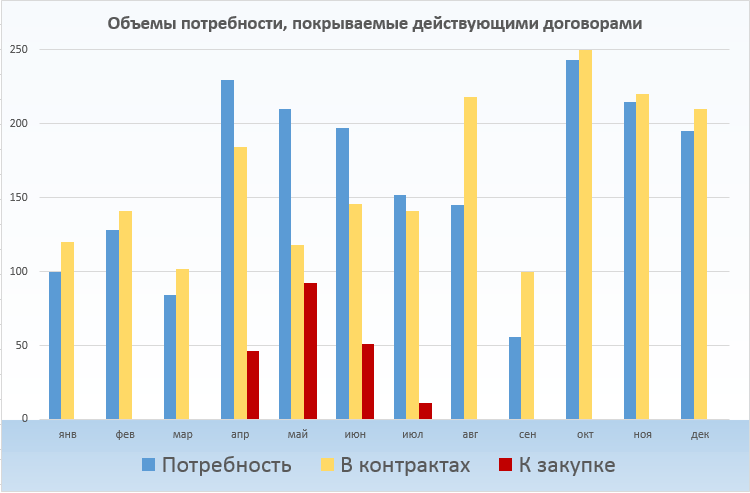 Объемы потребности, покрываемые действующими договорами
250
200
150
100
50
0
янв фев мар апр май июн июл авг сен окт ноя дек
Потребность В контрактах К закупке